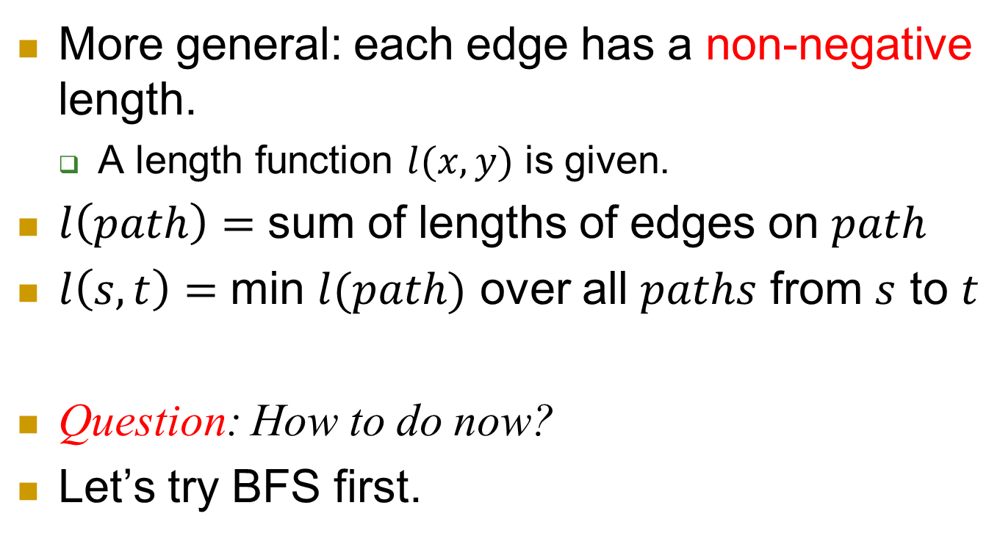 More general: each edge has a non-negative
length.
A length function l(x, y) is given.
l(path) = sum of lengths of edges on path
l(s, t) = min l(path) over all paths from s to t
Question: How to do now?
Let’s try BFS first.